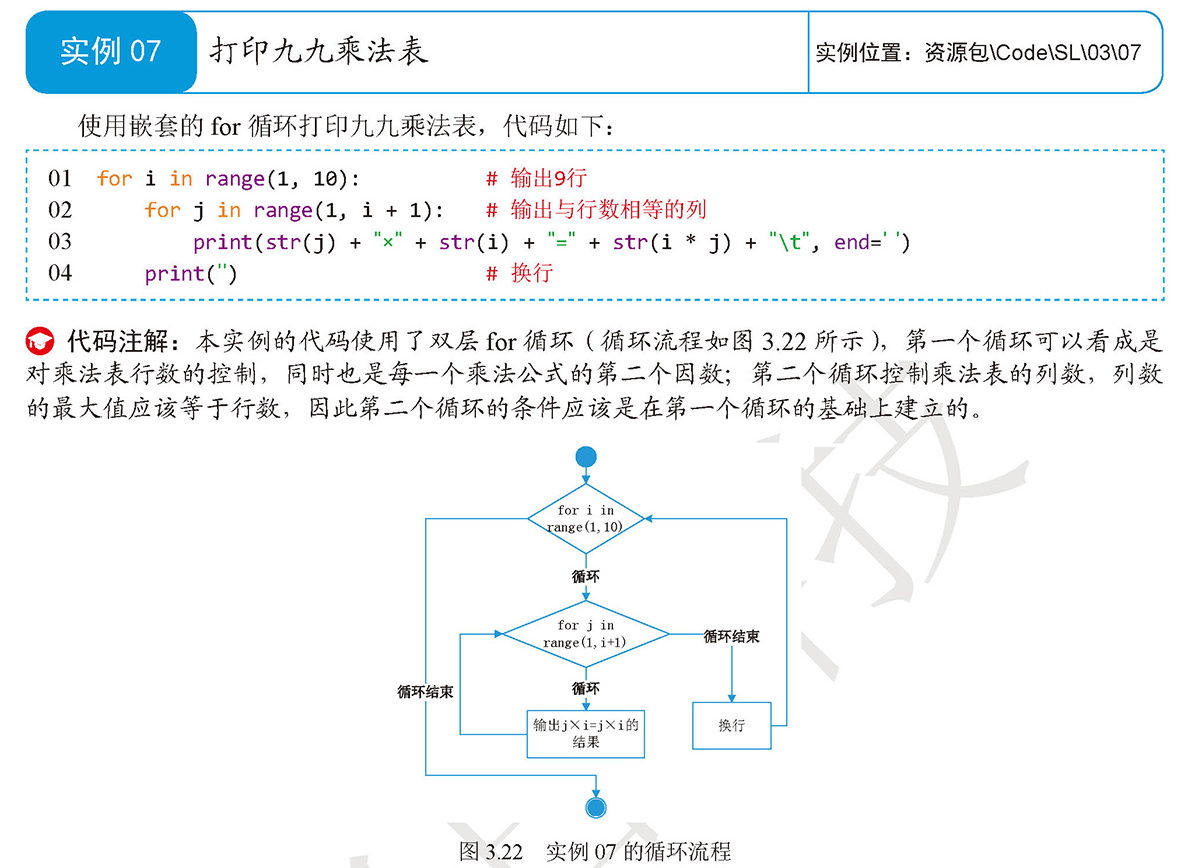 实例 07 打印九九乘法表 实例位置：资源包\Code\SL\03\07
使用嵌套的 for 循环打印九九乘法表，代码如下：
01 for i in range(1, 10): # 输出9行
02 for j in range(1, i + 1): # 输出与行数相等的列
03 print(str(j) + "×" + str(i) + "=" + str(i * j) + "\t", end=' ')
04 print('') # 换行
代码注解：本实例的代码使用了双层 for 循环（循环流程如图 3.22 所示），第一个循环可以看成是
对乘法表行数的控制，同时也是每一个乘法公式的第二个因数；第二个循环控制乘法表的列数，列数
的最大值应该等于行数，因此第二个循环的条件应该是在第一个循环的基础上建立的。
for i in
range(1,10)
循环
for j in
range(1,i+1)
循环结束
循环结束
循环
输出j×i=j×i的
结果
换行
图 3.22 实例 07 的循环流程
技